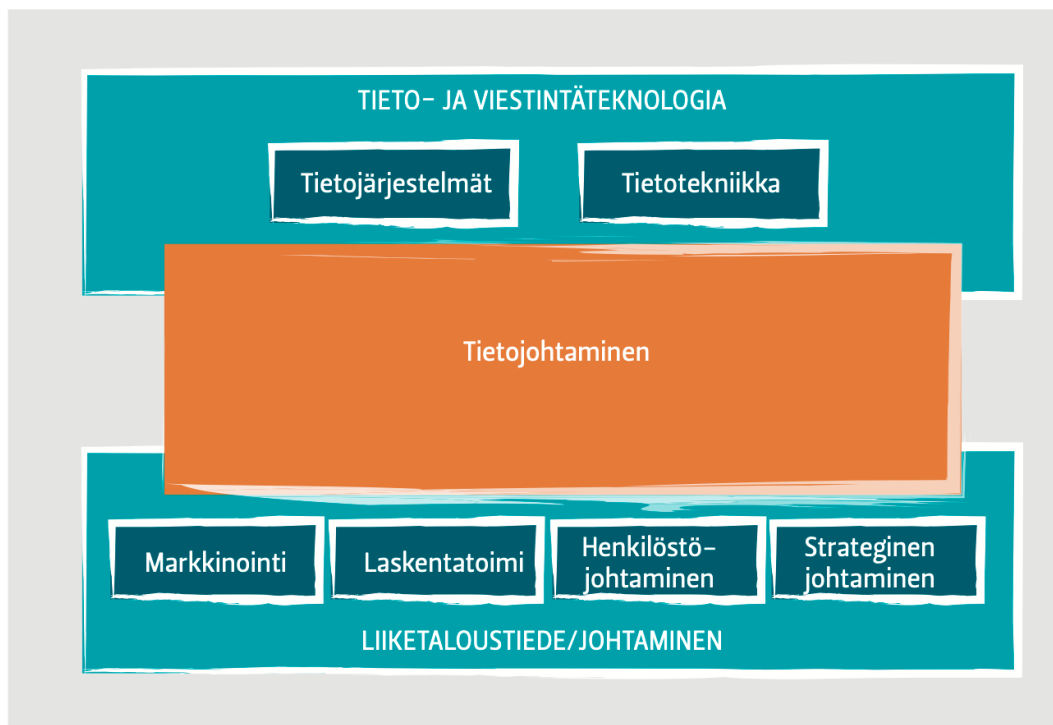 TIETO- JA VIESTINTÄTEKNOLOGIA
Tietojärjestelmät
Tietotekniikka
Tietojohtaminen
Markkinointi
Laskentatoimi
Henkilöstö-
johtaminen
Strateginen
johtaminen
LIIKETALOUSTIEDE/JOHTAMINEN